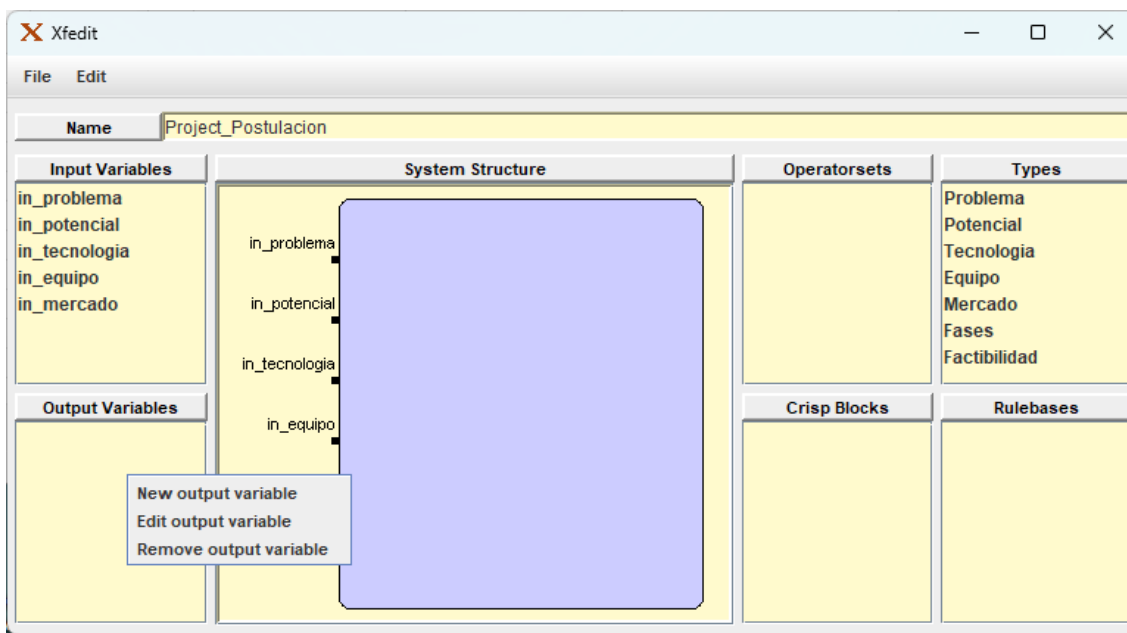 Xfedit
File Edit
Name Project_Postulacion
Input Variables
in_problema
in_potencial
in_tecnologia
in_equipo
in_mercado
System Structure
in_problema
in_potencial
in_tecnologia
in_equipo
Operatorsets
Types
Problema
Potencial
Tecnologia
Equipo
Mercado
Fases
Factibilidad
Output Variables
New output variable
Edit output variable
Remove output variable
Crisp Blocks
Rulebases